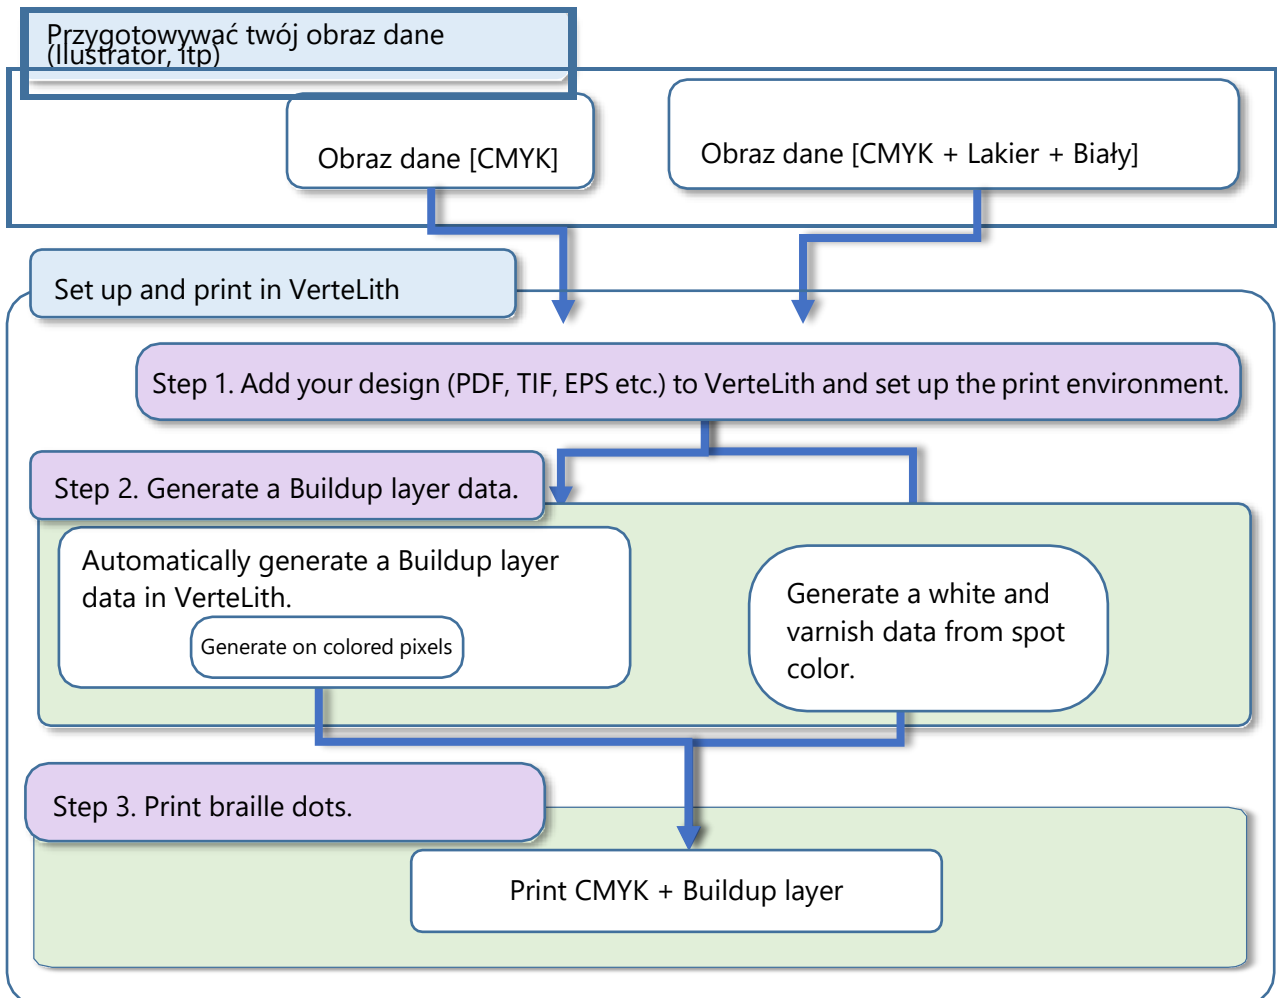 Przygotowywać twój obraz dane
(Ilustrator, itp)
Obraz dane [CMYK]
Obraz dane [CMYK + Lakier + Biały]
Set up and print in VerteLith
Step 1. Add your design (PDF, TIF, EPS etc.) to VerteLith and set up the print environment.
Step 2. Generate a Buildup layer data.
Automatically generate a Buildup layer
data in VerteLith.
Generate on colored pixels
Generate a white and
varnish data from spot
color.
Step 3. Print braille dots.
Print CMYK + Buildup layer